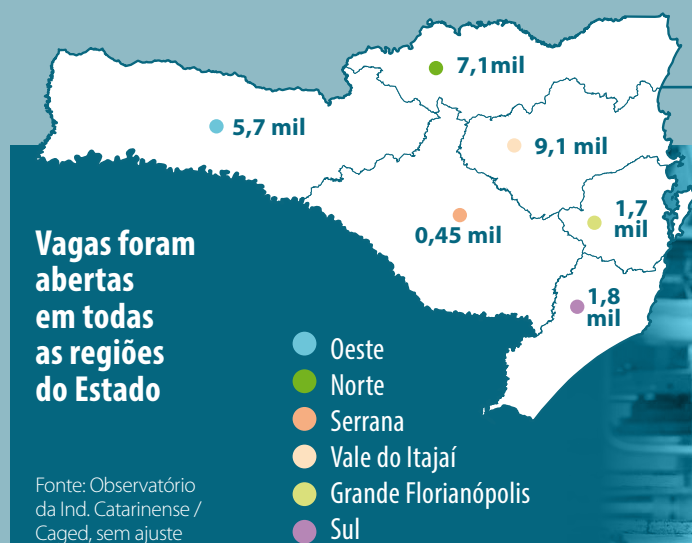 7,1mil
5,7 mil
9,1 mil
1,7
mil
0,45 mil
1,8
mil
Vagas foram
abertas
em todas
as regiões
do Estado
Oeste
Norte
Serrana
Vale do Itajaí
Grande Florianópolis
Sul
Fonte: Observatório
da Ind. Catarinense /
Caged, sem ajuste